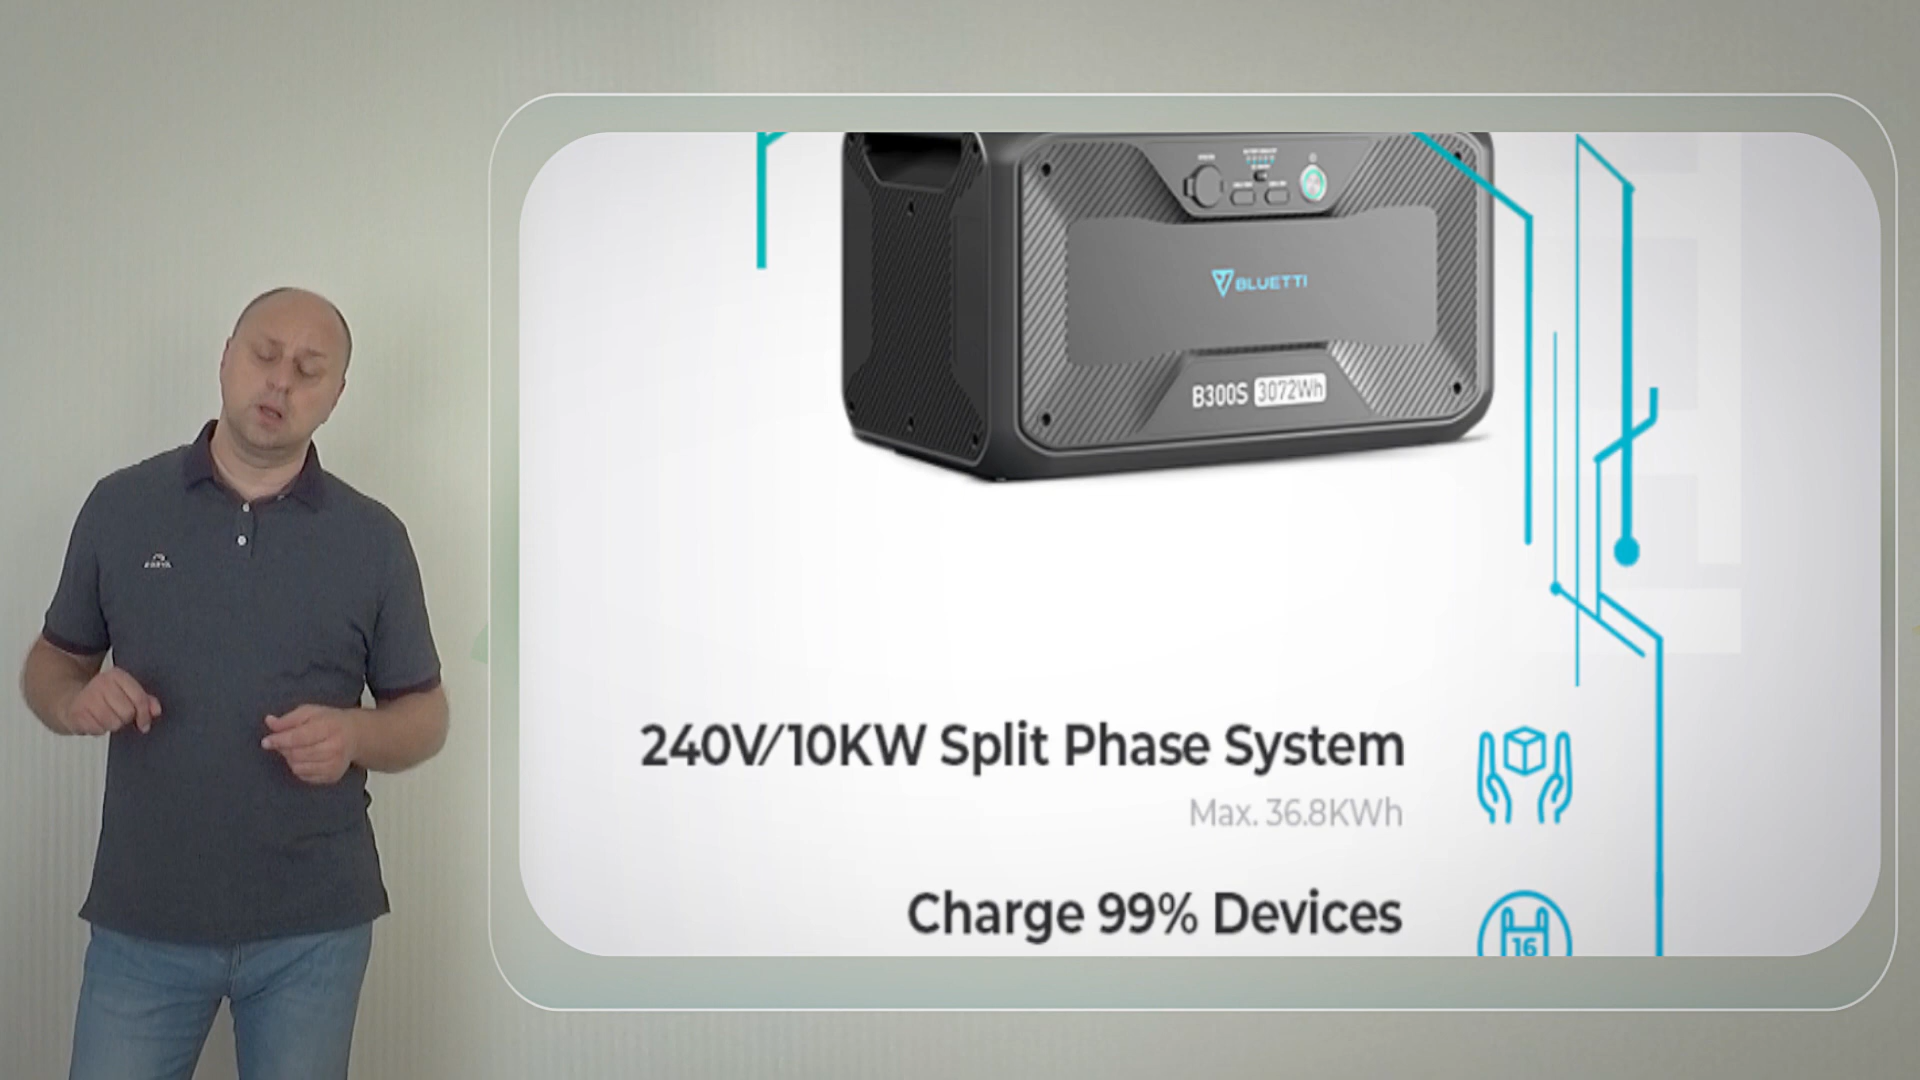 BLUETTI
B300S 3072Wh
240V/10KW Split Phase System
Max. 36.8KWh
Charge 99% Devices
16